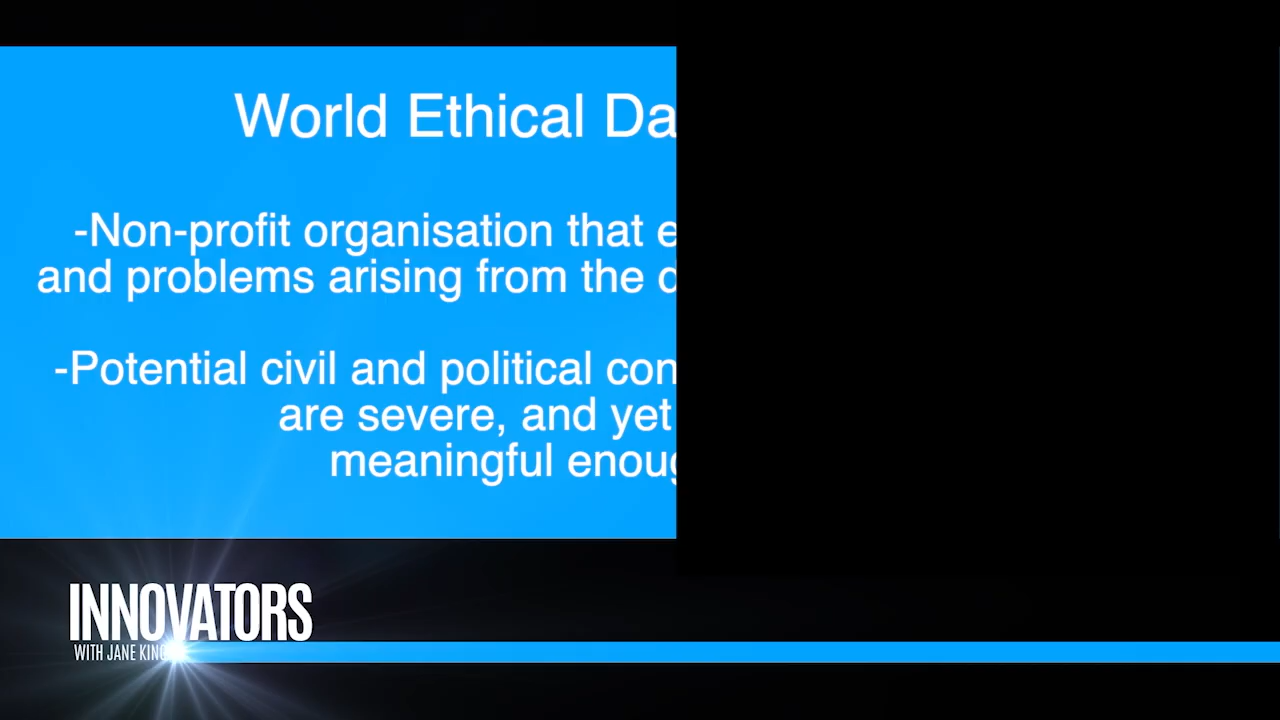 World Ethical Da
-Non-profit organisation that e
and problems arising from the d
-Potential civil and political con
are severe, and yet
meaningful enoug
INNOVATORS
WITH JANE KING